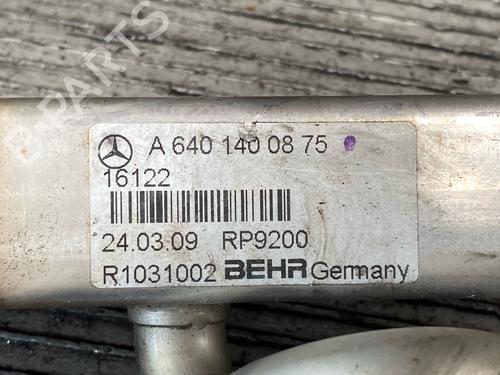 A 640 140 08 75
16122
24.03.09 RP9200
R1031002 BEHR Germany
B-PARTS